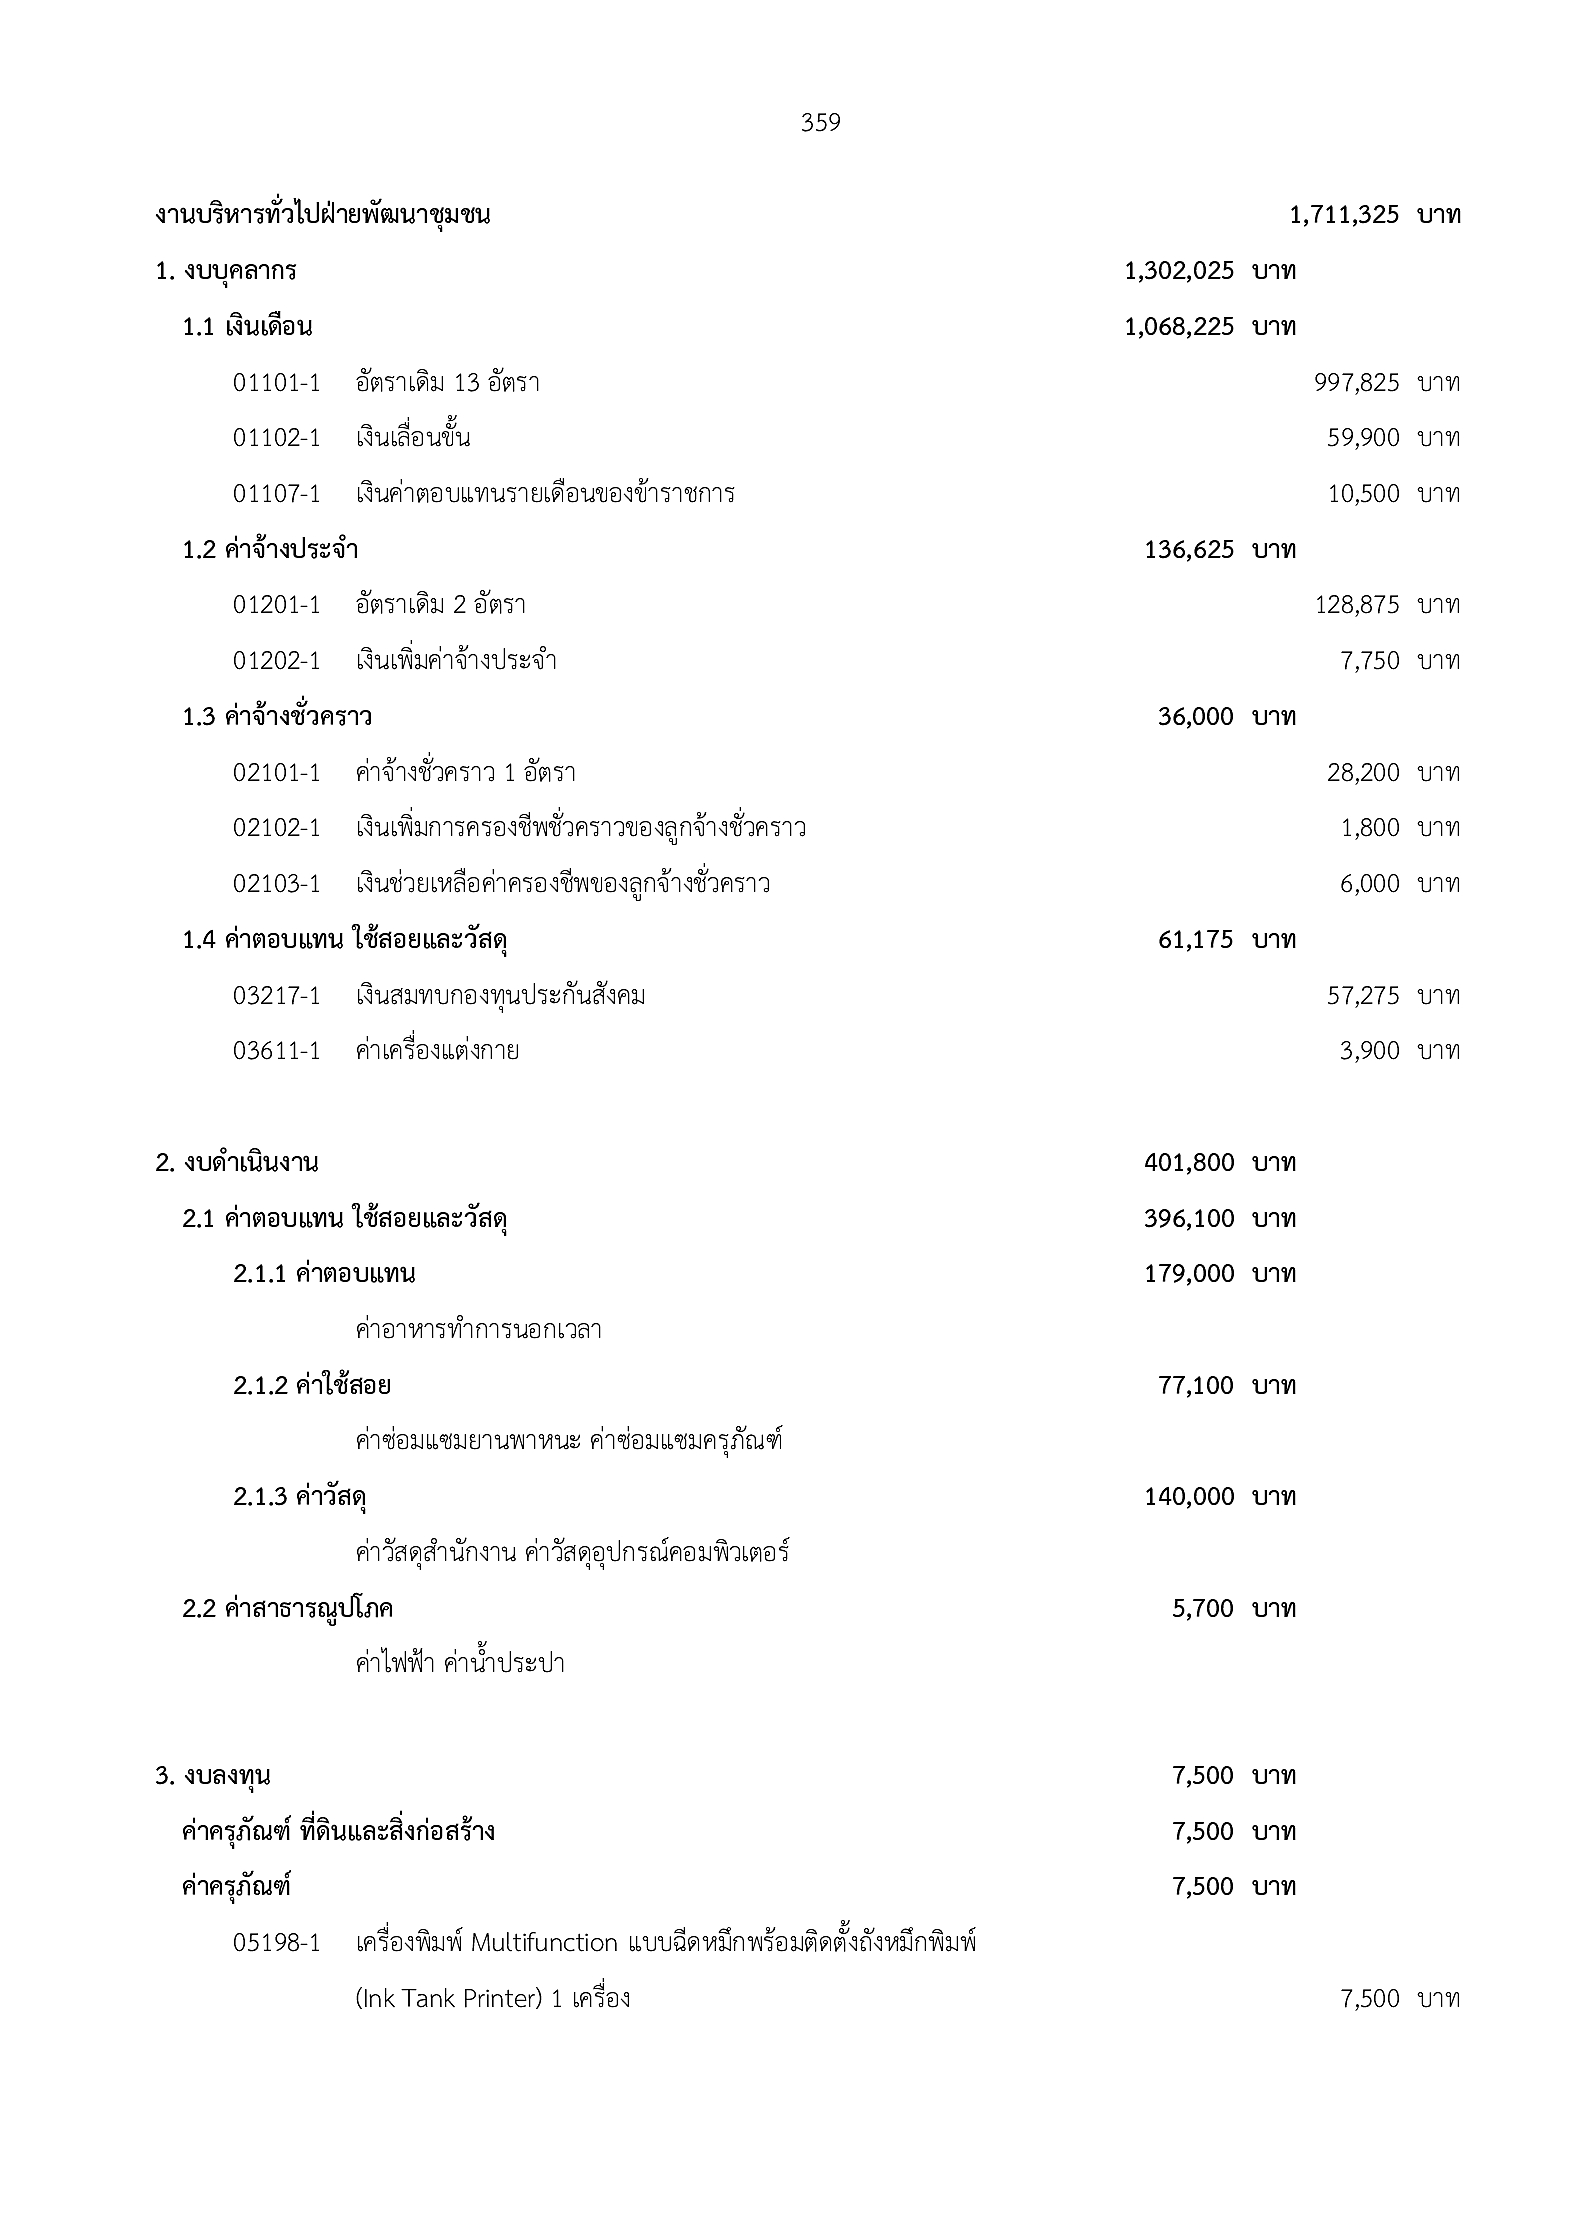 359
งานบริหารทั่วไปฝ่ายพัฒนาชุมชน 1,711,325 บาท
1. งบบุคลากร 1,302,025 บาท
1.1 เงินเดือน 1,068,225 บาท
01101-1 อัตราเดิม 13 อัตรา 997,825 บาท
01102-1 เงินเลื่อนขั้น 59,900 บาท
01107-1 เงินค่าตอบแทนรายเดือนของข้าราชการ 10,500 บาท
1.2 ค่าจ้างประจำ 136,625 บาท
01201-1 อัตราเดิม 2 อัตรา 128,875 บาท
01202-1 เงินเพิ่มค่าจ้างประจำ 7,750 บาท
1.3 ค่าจ้างชั่วคราว 36,000 บาท
02101-1 ค่าจ้างชั่วคราว 1 อัตรา 28,200 บาท
02102-1 เงินเพิ่มการครองชีพชั่วคราวของลูกจ้างชั่วคราว 1,800 บาท
02103-1 เงินช่วยเหลือค่าครองชีพของลูกจ้างชั่วคราว 6,000 บาท
1.4 ค่าตอบแทน ใช้สอยและวัสดุ 61,175 บาท
03217-1 เงินสมทบกองทุนประกันสังคม 57,275 บาท
03611-1 ค่าเครื่องแต่งกาย 3,900 บาท
2. งบดำเนินงาน 401,800 บาท
2.1 ค่าตอบแทน ใช้สอยและวัสดุ 396,100 บาท
2.1.1 ค่าตอบแทน 179,000 บาท
ค่าอาหารทำการนอกเวลา
2.1.2 ค่าใช้สอย 77,100 บาท
ค่าซ่อมแซมยานพาหนะ ค่าซ่อมแซมครุภัณฑ์
2.1.3 ค่าวัสดุ 140,000 บาท
ค่าวัสดุสำนักงาน ค่าวัสดุอุปกรณ์คอมพิวเตอร์
2.2 ค่าสาธารณูปโภค 5,700 บาท
ค่าไฟฟ้า ค่าน้ำประปา
3. งบลงทุน 7,500 บาท
ค่าครุภัณฑ์ ที่ดินและสิ่งก่อสร้าง 7,500 บาท
ค่าครุภัณฑ์ 7,500 บาท
05198-1 เครื่องพิมพ์ Multifunction แบบฉีดหมึกพร้อมติดตั้งถังหมึกพิมพ์
(Ink Tank Printer) 1 เครื่อง 7,500 บาท